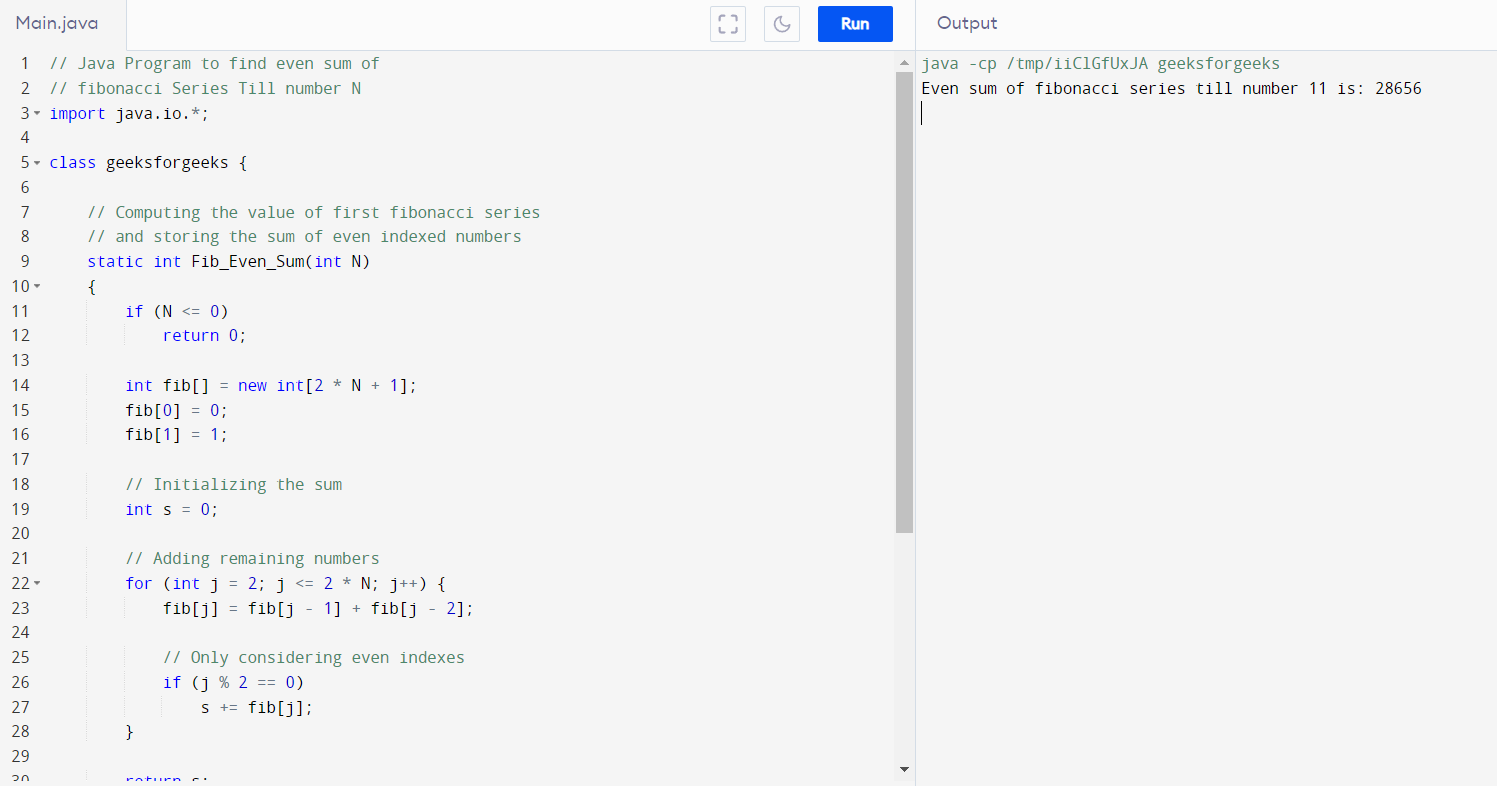 Main.java
Run
1 // Java Program to find even sum of
2 // fibonacci Series Till number N
3 import java.io.*;
4
5 class geeksforgeeks {
6
7 // Computing the value of first fibonacci series
8 // and storing the sum of even indexed numbers
9 static int Fib_Even_Sum(int N)
10 {
11 if (N <= 0)
12 return 0;
13
14 int fib[] = new int[2 * N + 1];
15 fib[0] = 0;
16 fib[1] = 1;
17
18 // Initializing the sum
19 int s = 0;
20
21 // Adding remaining numbers
22 for (int j = 2; j <= 2 * N; j++) {
23 fib[j] = fib[j - 1] + fib[j - 2];
24
25 // Only considering even indexes
26 if (j % 2 == 0)
27 s += fib[j];
28 }
29
30 return s;
Output
java -cp /tmp/iiClGfUxJA geeksforgeeks
Even sum of fibonacci series till number 11 is: 28656